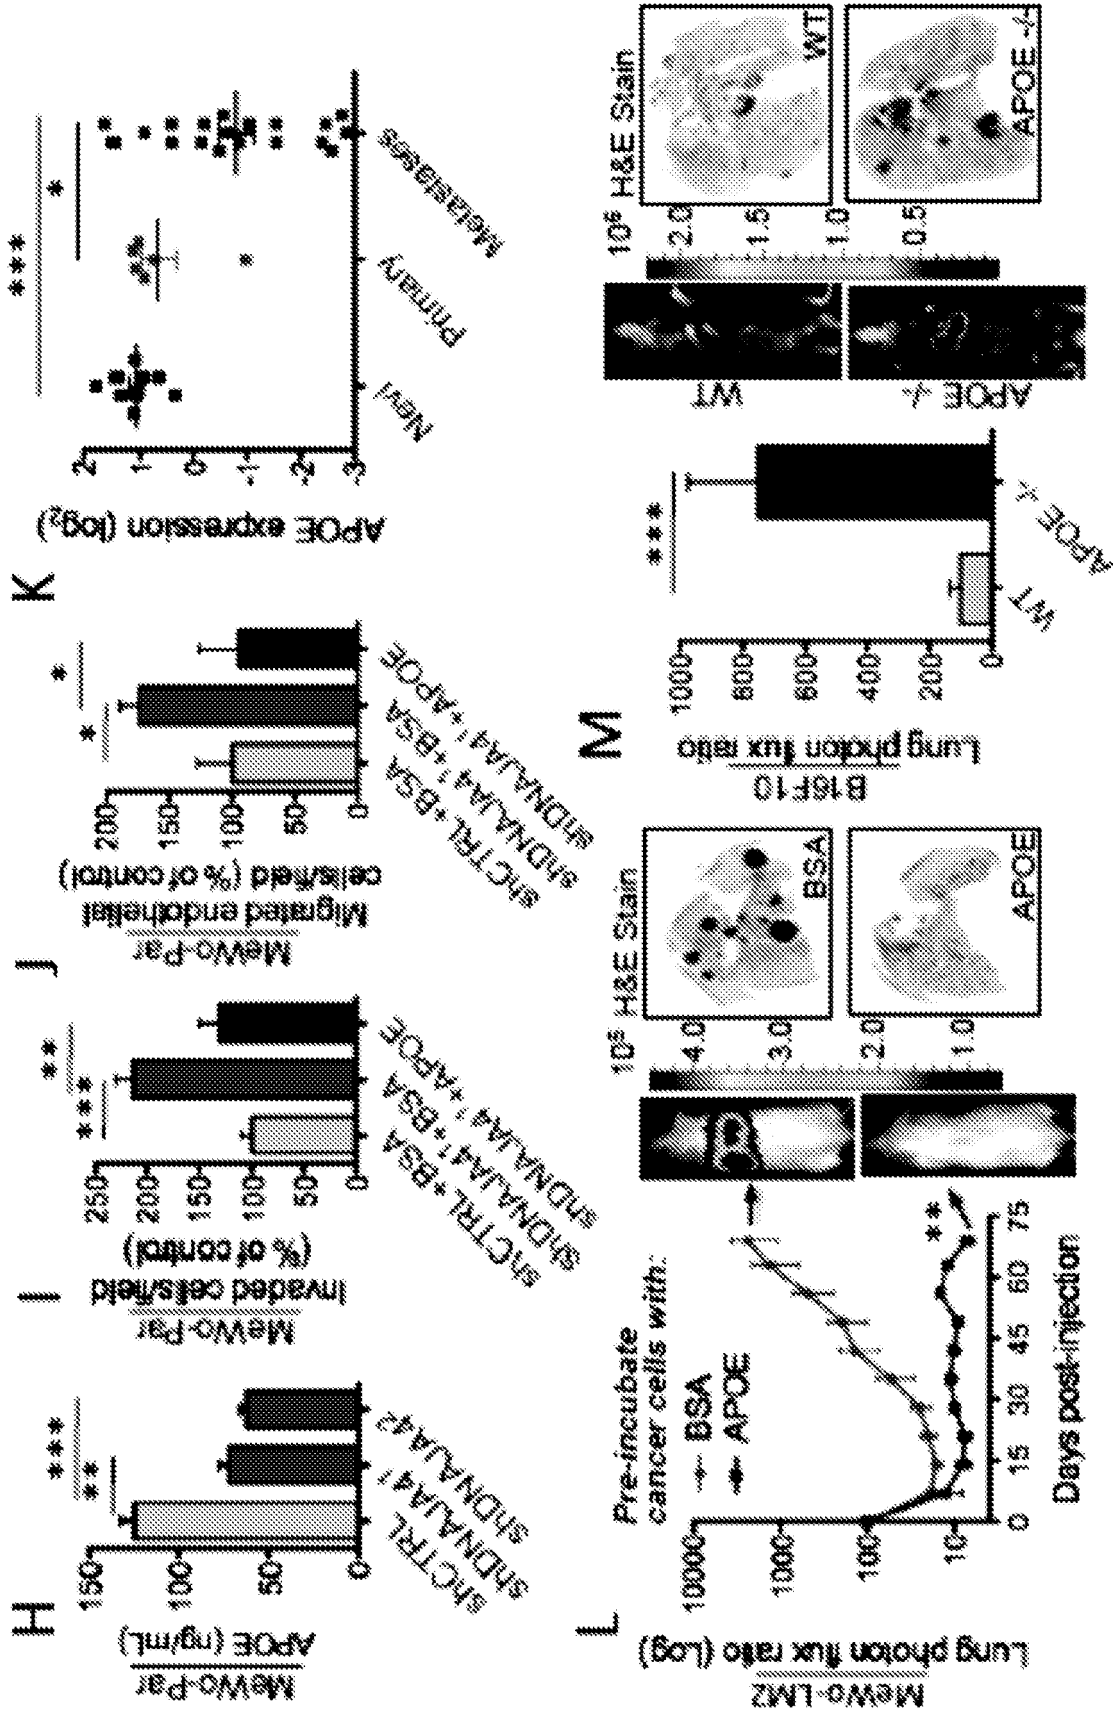 H
MeWo-Par
APOE (ng/mL)
150
100
50
0
**
***
shCTRL
shDNAJA4¹
shDNAJA4²
I
MeWo-Par
Invaded cells/field
(% of control)
250
200
150
100
50
0
***
**
shCTRL+BSA
shDNAJA4¹+BSA
shDNAJA4¹+APOE
J
MeWo-Par
Migrated endothelial
cells/field (% of control)
200
150
100
50
0
*
*
shCTRL+BSA
shDNAJA4¹+BSA
shDNAJA4¹+APOE
K
APOE expression (log₂)
2
1
0
-1
-2
-3
***
*
Nevi
Primary
Metastases
L
MeWo-LM2
Lung photon flux ratio (Log)
10000
1000
100
10
Pre-incubate
cancer cells with:
BSA
APOE
**
0
15
30
45
60
75
Days post-injection
10⁵
4.0
3.0
2.0
1.0
H&E Stain
BSA
APOE
M
B16F10
Lung photon flux ratio
1000
800
600
400
200
0
***
WT
APOE -/-
WT
APOE -/-
2.0
1.5
1.0
0.5
H&E Stain
WT
APOE -/-